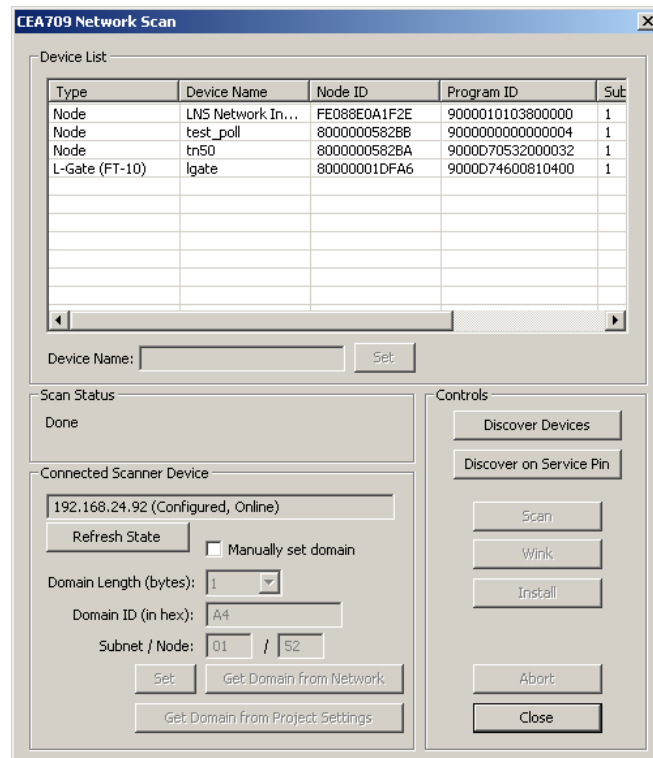 CEA709 Network Scan
Device List
Type Device Name Node ID Program ID Sub
Node LNS Network In... FE088E0A1F2E 9000010103800000 1
Node test_poll 8000000582BB 9000000000000004 1
Node tn50 8000000582BA 9000D70532000032 1
L-Gate (FT-10) lgate 80000001DFA6 9000D74600810400 1
Device Name: Set
Scan Status
Done
Connected Scanner Device
192.168.24.92 (Configured, Online)
Refresh State
Manually set domain
Domain Length (bytes): 1
Domain ID (in hex): A4
Subnet / Node: 01 / 52
Set Get Domain from Network
Get Domain from Project Settings
Controls
Discover Devices
Discover on Service Pin
Scan
Wink
Install
Abort
Close